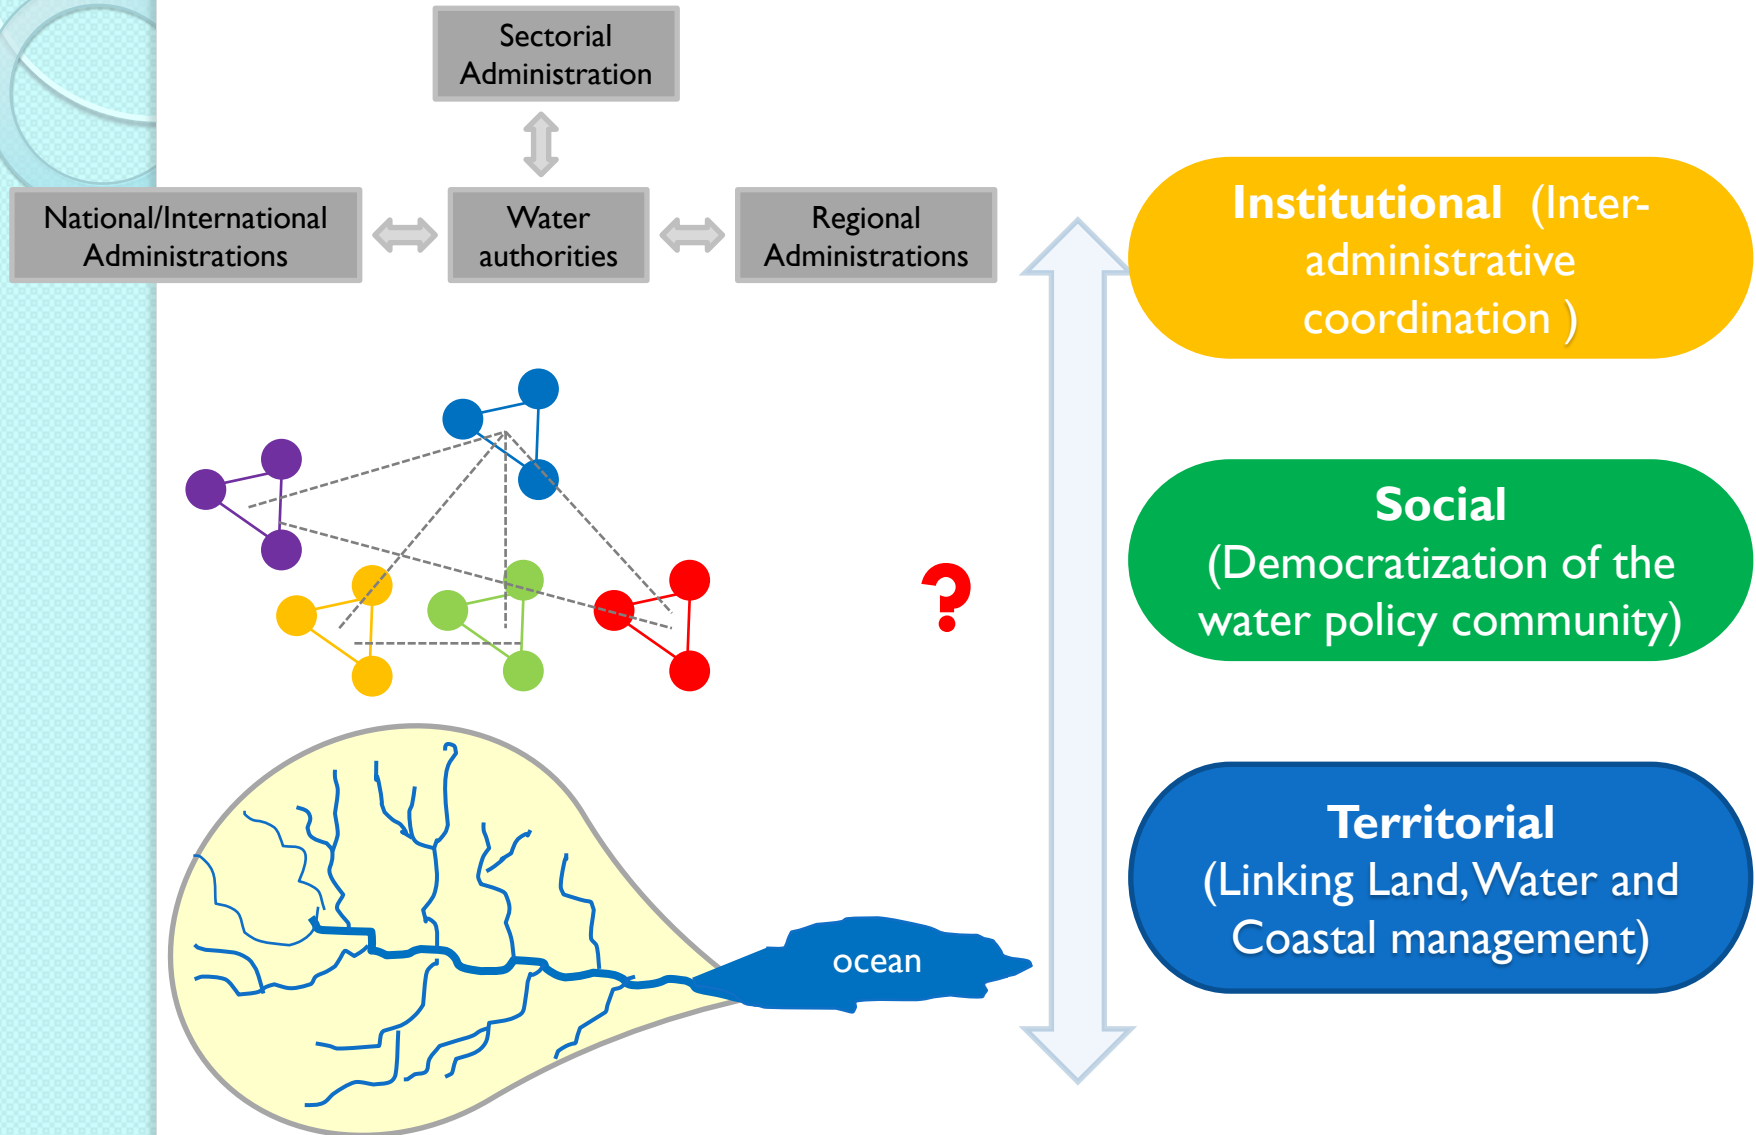 Sectorial
Administration
National/International
Administrations
Water
authorities
Regional
Administrations
Institutional (Inter-
administrative
coordination )
?
Social
(Democratization of the
water policy community)
ocean
Territorial
(Linking Land, Water and
Coastal management)